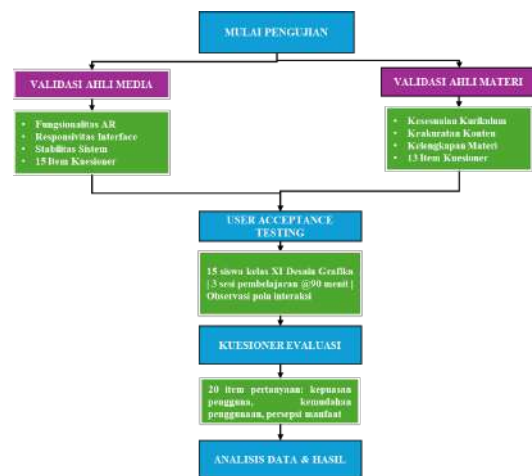 MULAI PENGUJIAN
VALIDASI AHLI MEDIA
VALIDASI AHLI MATERI
• Fungsionalitas AR
• Responsivitas Interface
• Stabilitas Sistem
• 15 Item Kuesioner
• Kesesuaian Kurikulum
• Keakuratan Konten
• Kelengkapan Materi
• 13 Item Kuesioner
USER ACCEPTANCE
TESTING
15 siswa kelas XI Desain Grafika
| 3 sesi pembelajaran @90 menit |
Observasi pola interaksi
KUESIONER EVALUASI
20 item pertanyaan: kepuasan
pengguna, kemudahan
penggunaan, persepsi manfaat
ANALISIS DATA & HASIL